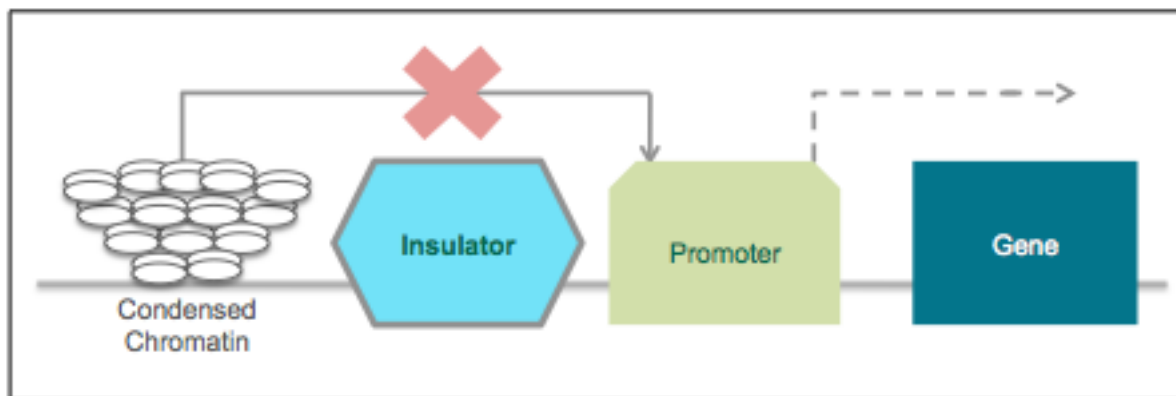 Insulator
Promoter
Gene
Condensed
Chromatin